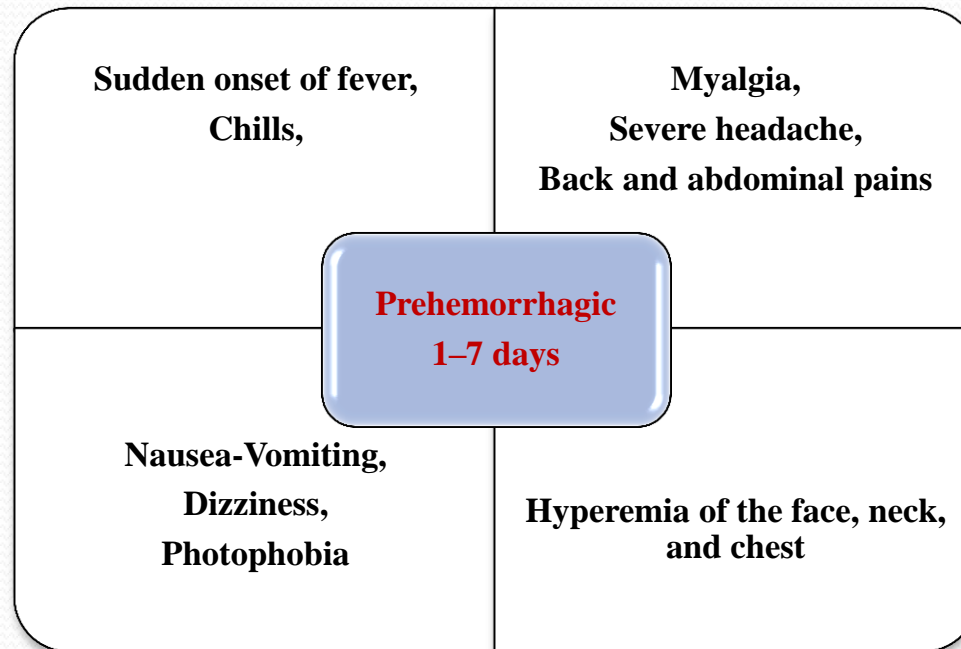 Sudden onset of fever,
Chills,
Myalgia,
Severe headache,
Back and abdominal pains
Prehemorrhagic
1–7 days
Nausea-Vomiting,
Dizziness,
Photophobia
Hyperemia of the face, neck,
and chest